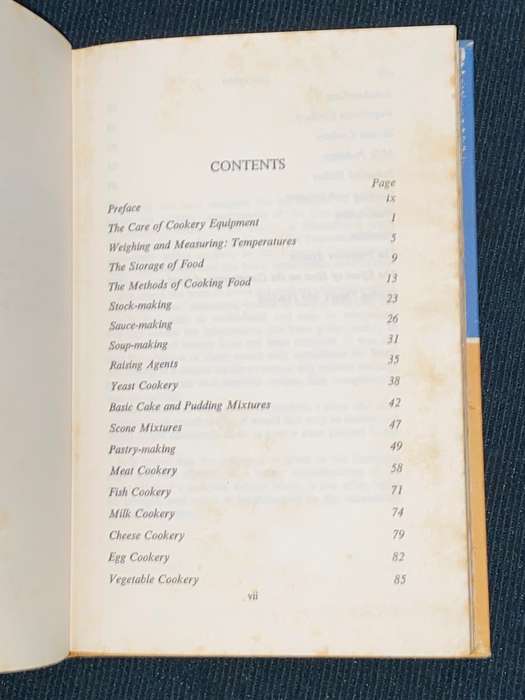 CONTENTS
Page
Preface ix
The Care of Cookery Equipment 1
Weighing and Measuring: Temperatures 5
The Storage of Food 9
The Methods of Cooking Food 13
Stock-making 23
Sauce-making 26
Soup-making 31
Raising Agents 35
Yeast Cookery 38
Basic Cake and Pudding Mixtures 42
Scone Mixtures 47
Pastry-making 49
Meat Cookery 58
Fish Cookery 71
Milk Cookery 74
Cheese Cookery 79
Egg Cookery 82
Vegetable Cookery 85
vii